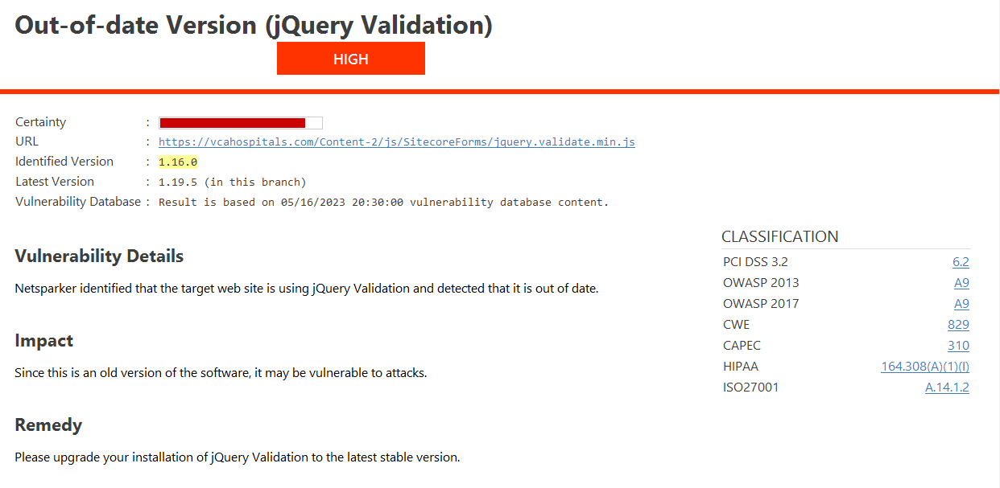 Out-of-date Version (jQuery Validation)
HIGH
Certainty :
URL : https://vcahospitals.com/Content-2/js/SitecoreForms/jquery.validate.min.js
Identified Version : 1.16.0
Latest Version : 1.19.5 (in this branch)
Vulnerability Database : Result is based on 05/16/2023 20:30:00 vulnerability database content.
Vulnerability Details
Netsparker identified that the target web site is using jQuery Validation and detected that it is out of date.
Impact
Since this is an old version of the software, it may be vulnerable to attacks.
Remedy
Please upgrade your installation of jQuery Validation to the latest stable version.
CLASSIFICATION
PCI DSS 3.2 6.2
OWASP 2013 A9
OWASP 2017 A9
CWE 829
CAPEC 310
HIPAA 164.308(A)(1)(I)
ISO27001 A.14.1.2